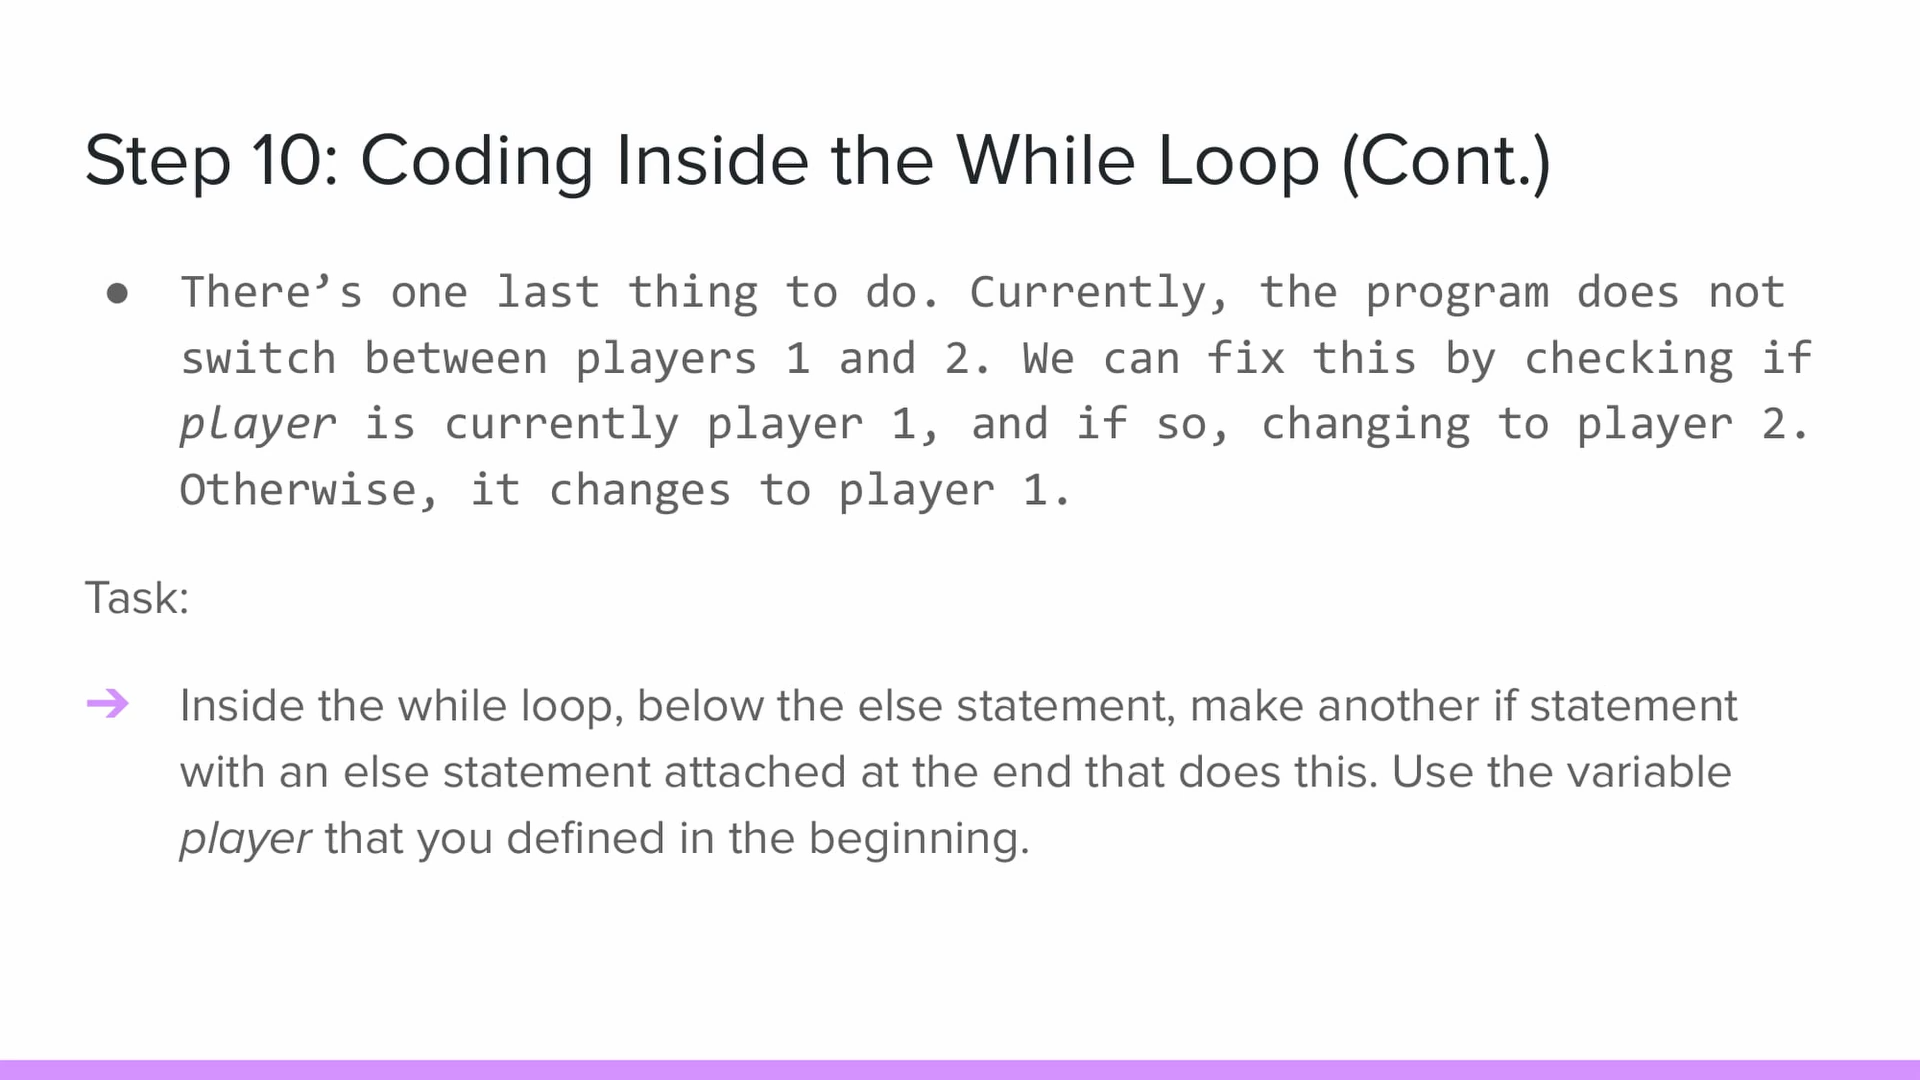 Step 10: Coding Inside the While Loop (Cont.)
● There’s one last thing to do. Currently, the program does not
switch between players 1 and 2. We can fix this by checking if
player is currently player 1, and if so, changing to player 2.
Otherwise, it changes to player 1.
Task:
➔ Inside the while loop, below the else statement, make another if statement
with an else statement attached at the end that does this. Use the variable
player that you defined in the beginning.